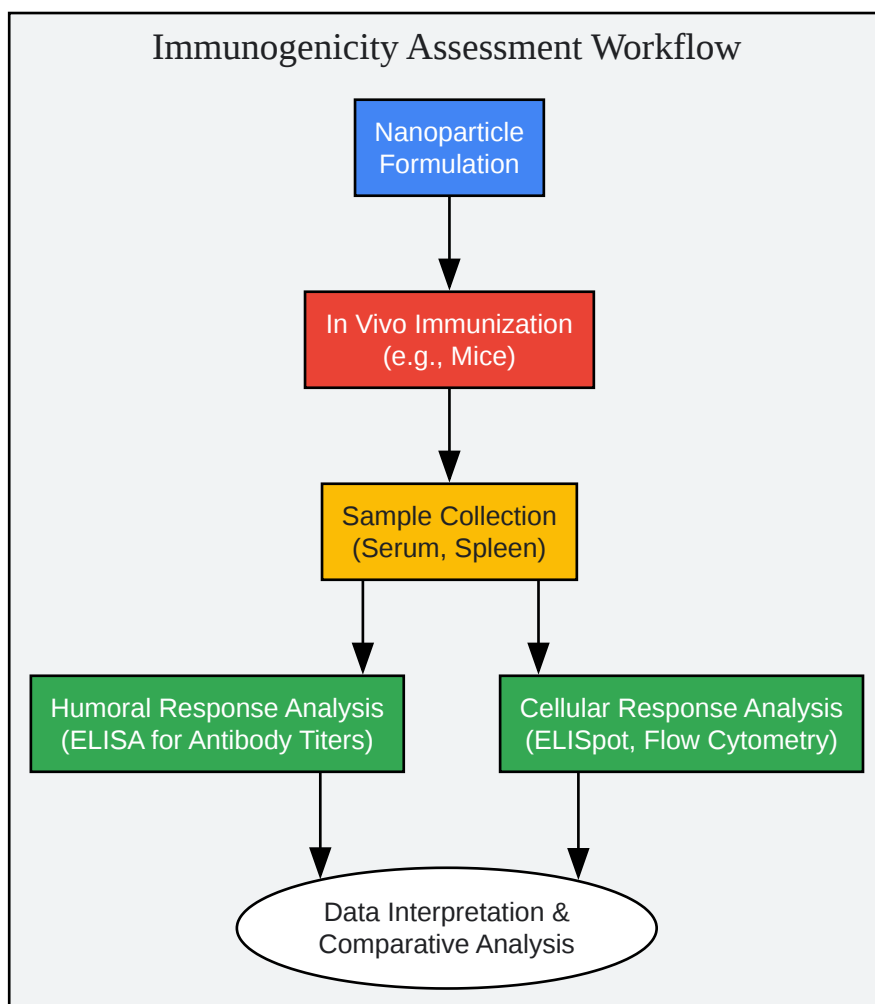 Immunogenicity Assessment Workflow
Nanoparticle
Formulation
In Vivo Immunization
(e.g., Mice)
Sample Collection
(Serum, Spleen)
Humoral Response Analysis
(ELISA for Antibody Titers)
Cellular Response Analysis
(ELISpot, Flow Cytometry)
Data Interpretation &
Comparative Analysis